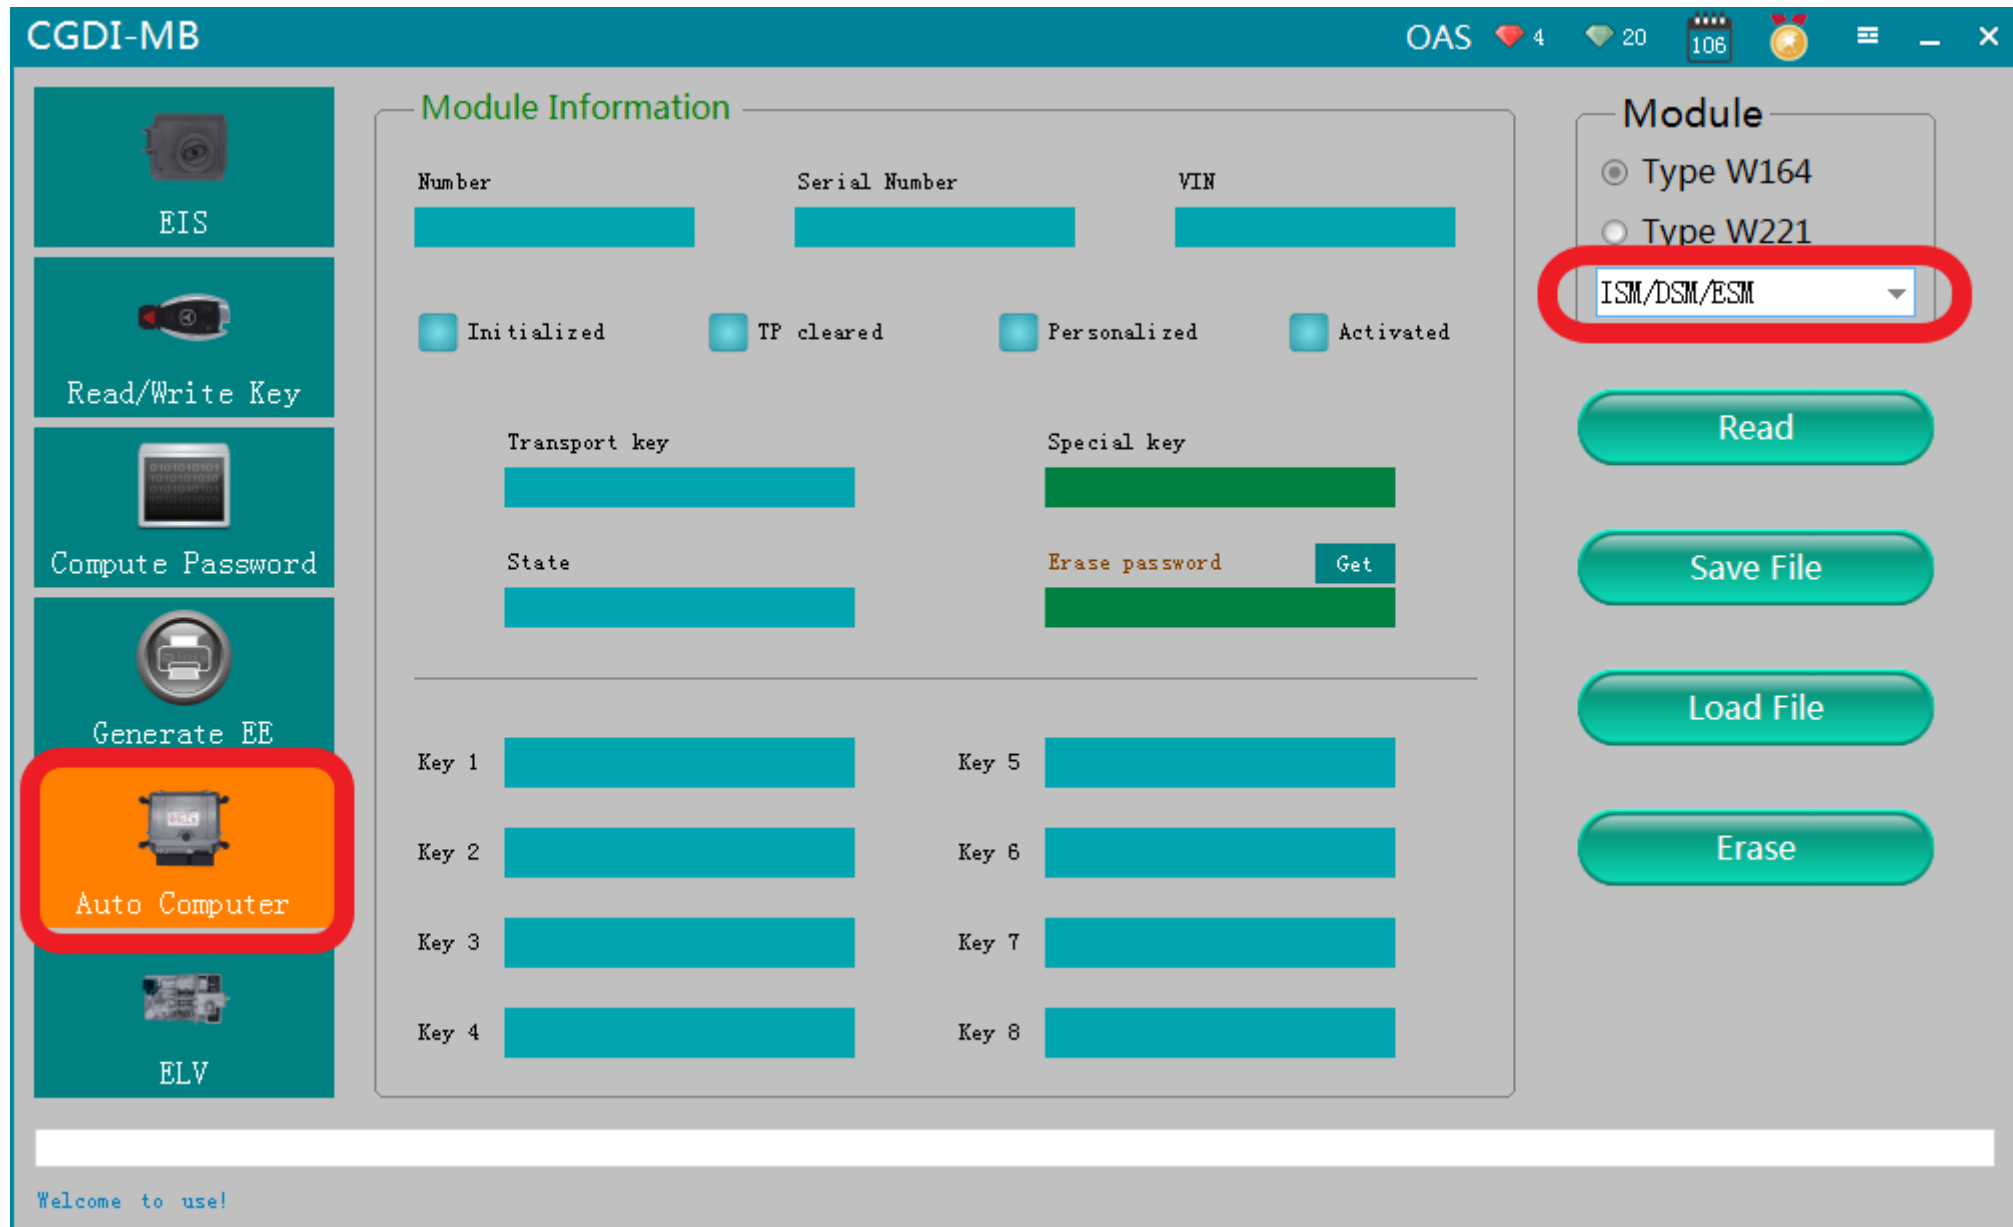 CGDI-MB
OAS 4 20 106
EIS
Read/Write Key
Compute Password
Generate EE
Auto Computer
ELV
Module Information
Number Serial Number VIN
Initialized TP cleared Personalized Activated
Transport key Special key
State Erase password Get
Key 1 Key 5
Key 2 Key 6
Key 3 Key 7
Key 4 Key 8
Module
Type W164
Type W221
ISM/DSM/ESM
Read
Save File
Load File
Erase
Welcome to use!